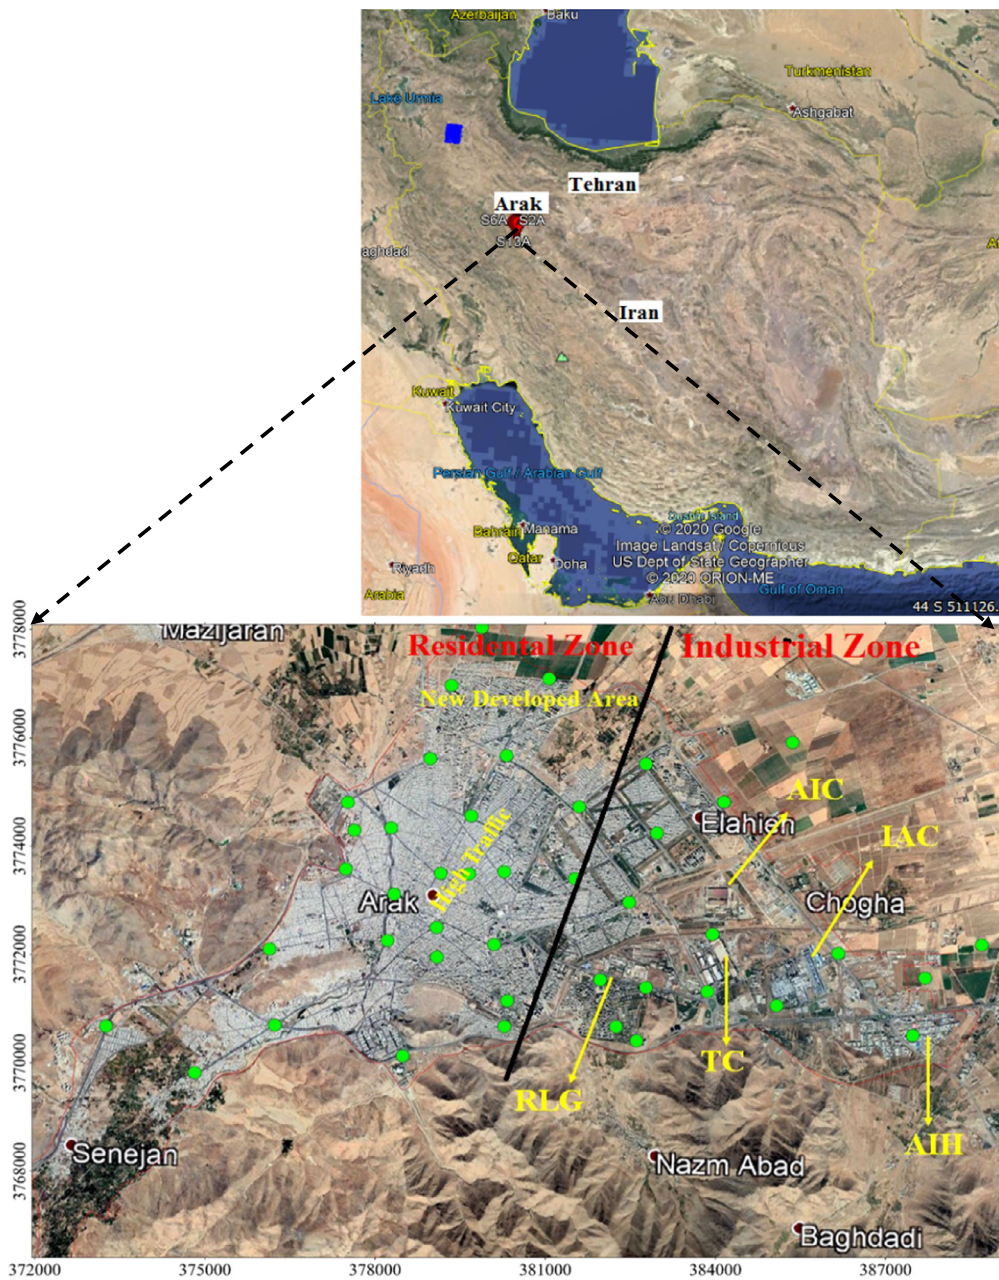 Azerbaijan
Baku
Turkmenistan
Lake Urmia
Ashgabat
Tehran
Arak
S6A
S2A
S13A
aghdad
Iran
Kuwait
Kuwait City
Persian Gulf / Arabian Gulf
© 2020 Google
Bahrain
Manama
Image Landsat / Copernicus
Qatar
Doha
US Dept of State Geographer
Riyadh
© 2020 ORION-ME
Gulf of Oman
Arabia
Abu Dhabi
44 S 511126.
Mazijaran
Residental Zone
Industrial Zone
New Developed Area
AIC
Elahieh
IAC
High Traffic
Arak
Chogha
TC
RLG
AIII
Senejan
Nazm Abad
Baghdadi
3778000
3776000
3774000
3772000
3770000
3768000
372000
375000
378000
381000
384000
387000